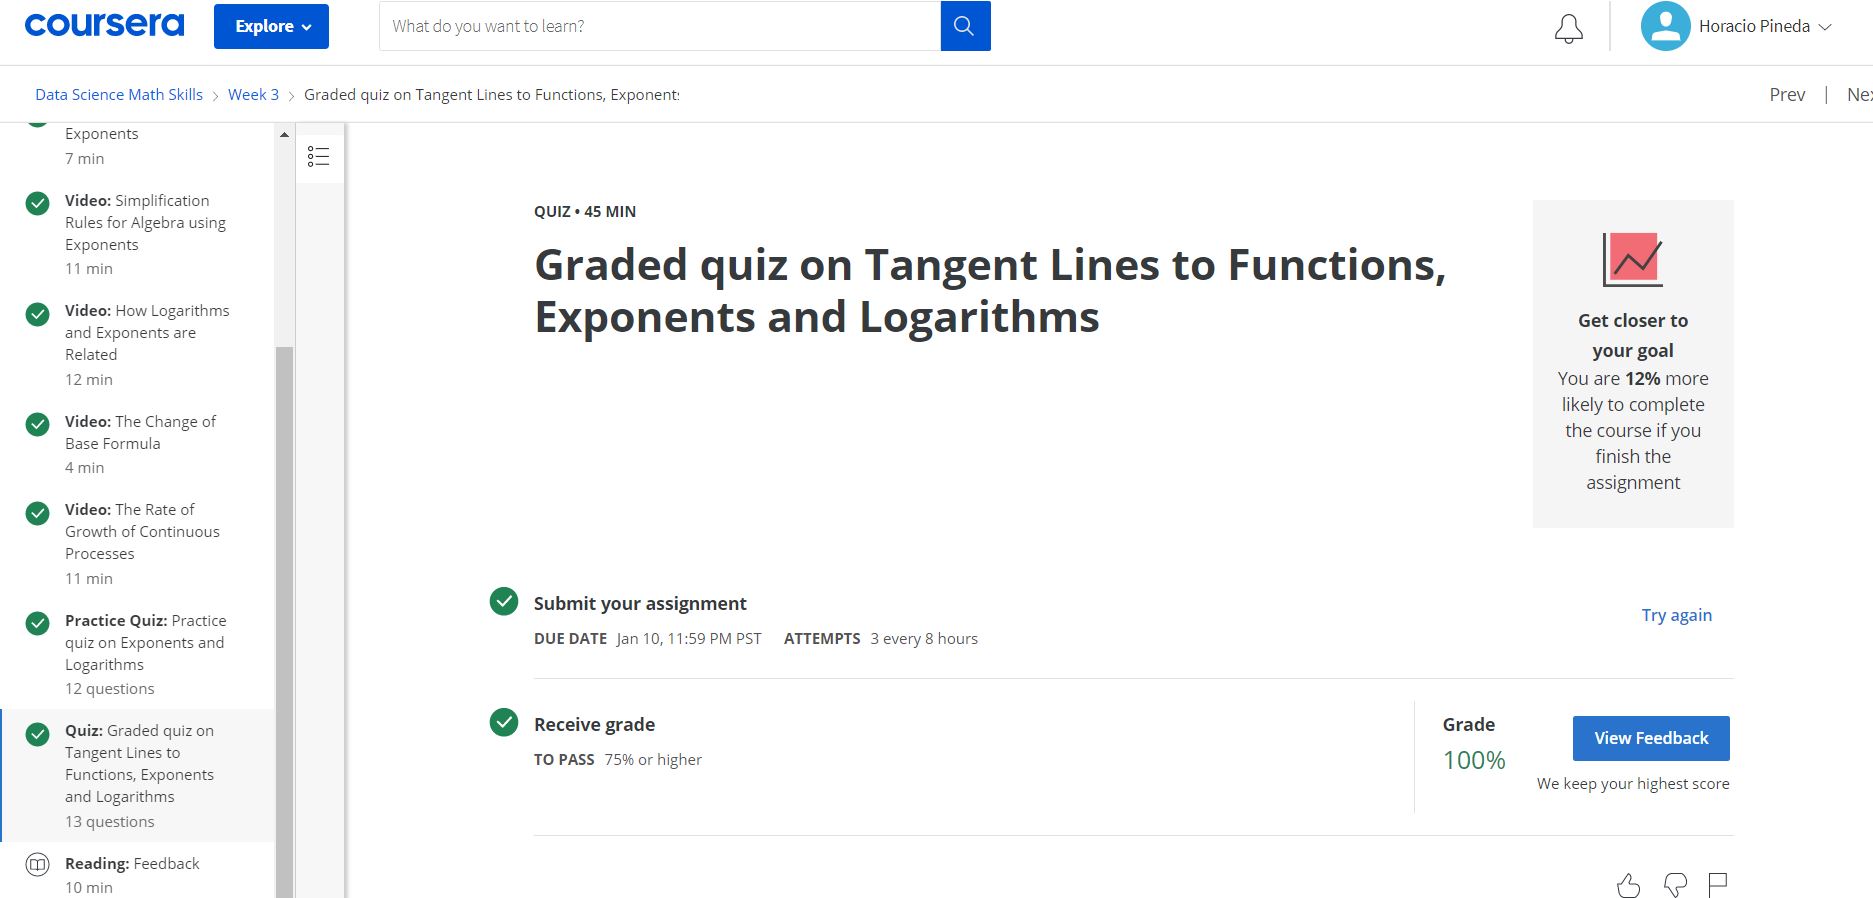 coursera
Explore
What do you want to learn?
Horacio Pineda
Data Science Math Skills > Week 3 > Graded quiz on Tangent Lines to Functions, Exponents
Prev | Nex
Exponents
7 min
Video: Simplification
Rules for Algebra using
Exponents
11 min
Video: How Logarithms
and Exponents are
Related
12 min
Video: The Change of
Base Formula
4 min
Video: The Rate of
Growth of Continuous
Processes
11 min
Practice Quiz: Practice
quiz on Exponents and
Logarithms
12 questions
Quiz: Graded quiz on
Tangent Lines to
Functions, Exponents
and Logarithms
13 questions
Reading: Feedback
10 min
QUIZ • 45 MIN
Graded quiz on Tangent Lines to Functions,
Exponents and Logarithms
Get closer to
your goal
You are 12% more
likely to complete
the course if you
finish the
assignment
Submit your assignment
DUE DATE Jan 10, 11:59 PM PST ATTEMPTS 3 every 8 hours
Try again
Receive grade
TO PASS 75% or higher
Grade
100%
View Feedback
We keep your highest score